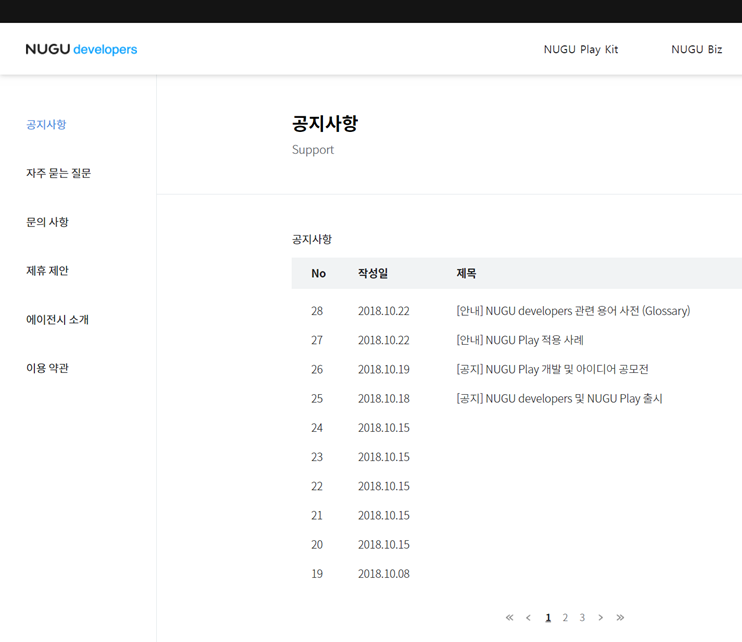 NUGU developers
NUGU Play Kit
NUGU Biz
공지사항
자주 묻는 질문
문의 사항
제휴 제안
에이전시 소개
이용 약관
공지사항
Support
공지사항
No 작성일 제목
28 2018.10.22 [안내] NUGU developers 관련 용어 사전 (Glossary)
27 2018.10.22 [안내] NUGU Play 적용 사례
26 2018.10.19 [공지] NUGU Play 개발 및 아이디어 공모전
25 2018.10.18 [공지] NUGU developers 및 NUGU Play 출시
24 2018.10.15
23 2018.10.15
22 2018.10.15
21 2018.10.15
20 2018.10.15
19 2018.10.08
« < 1 2 3 > »